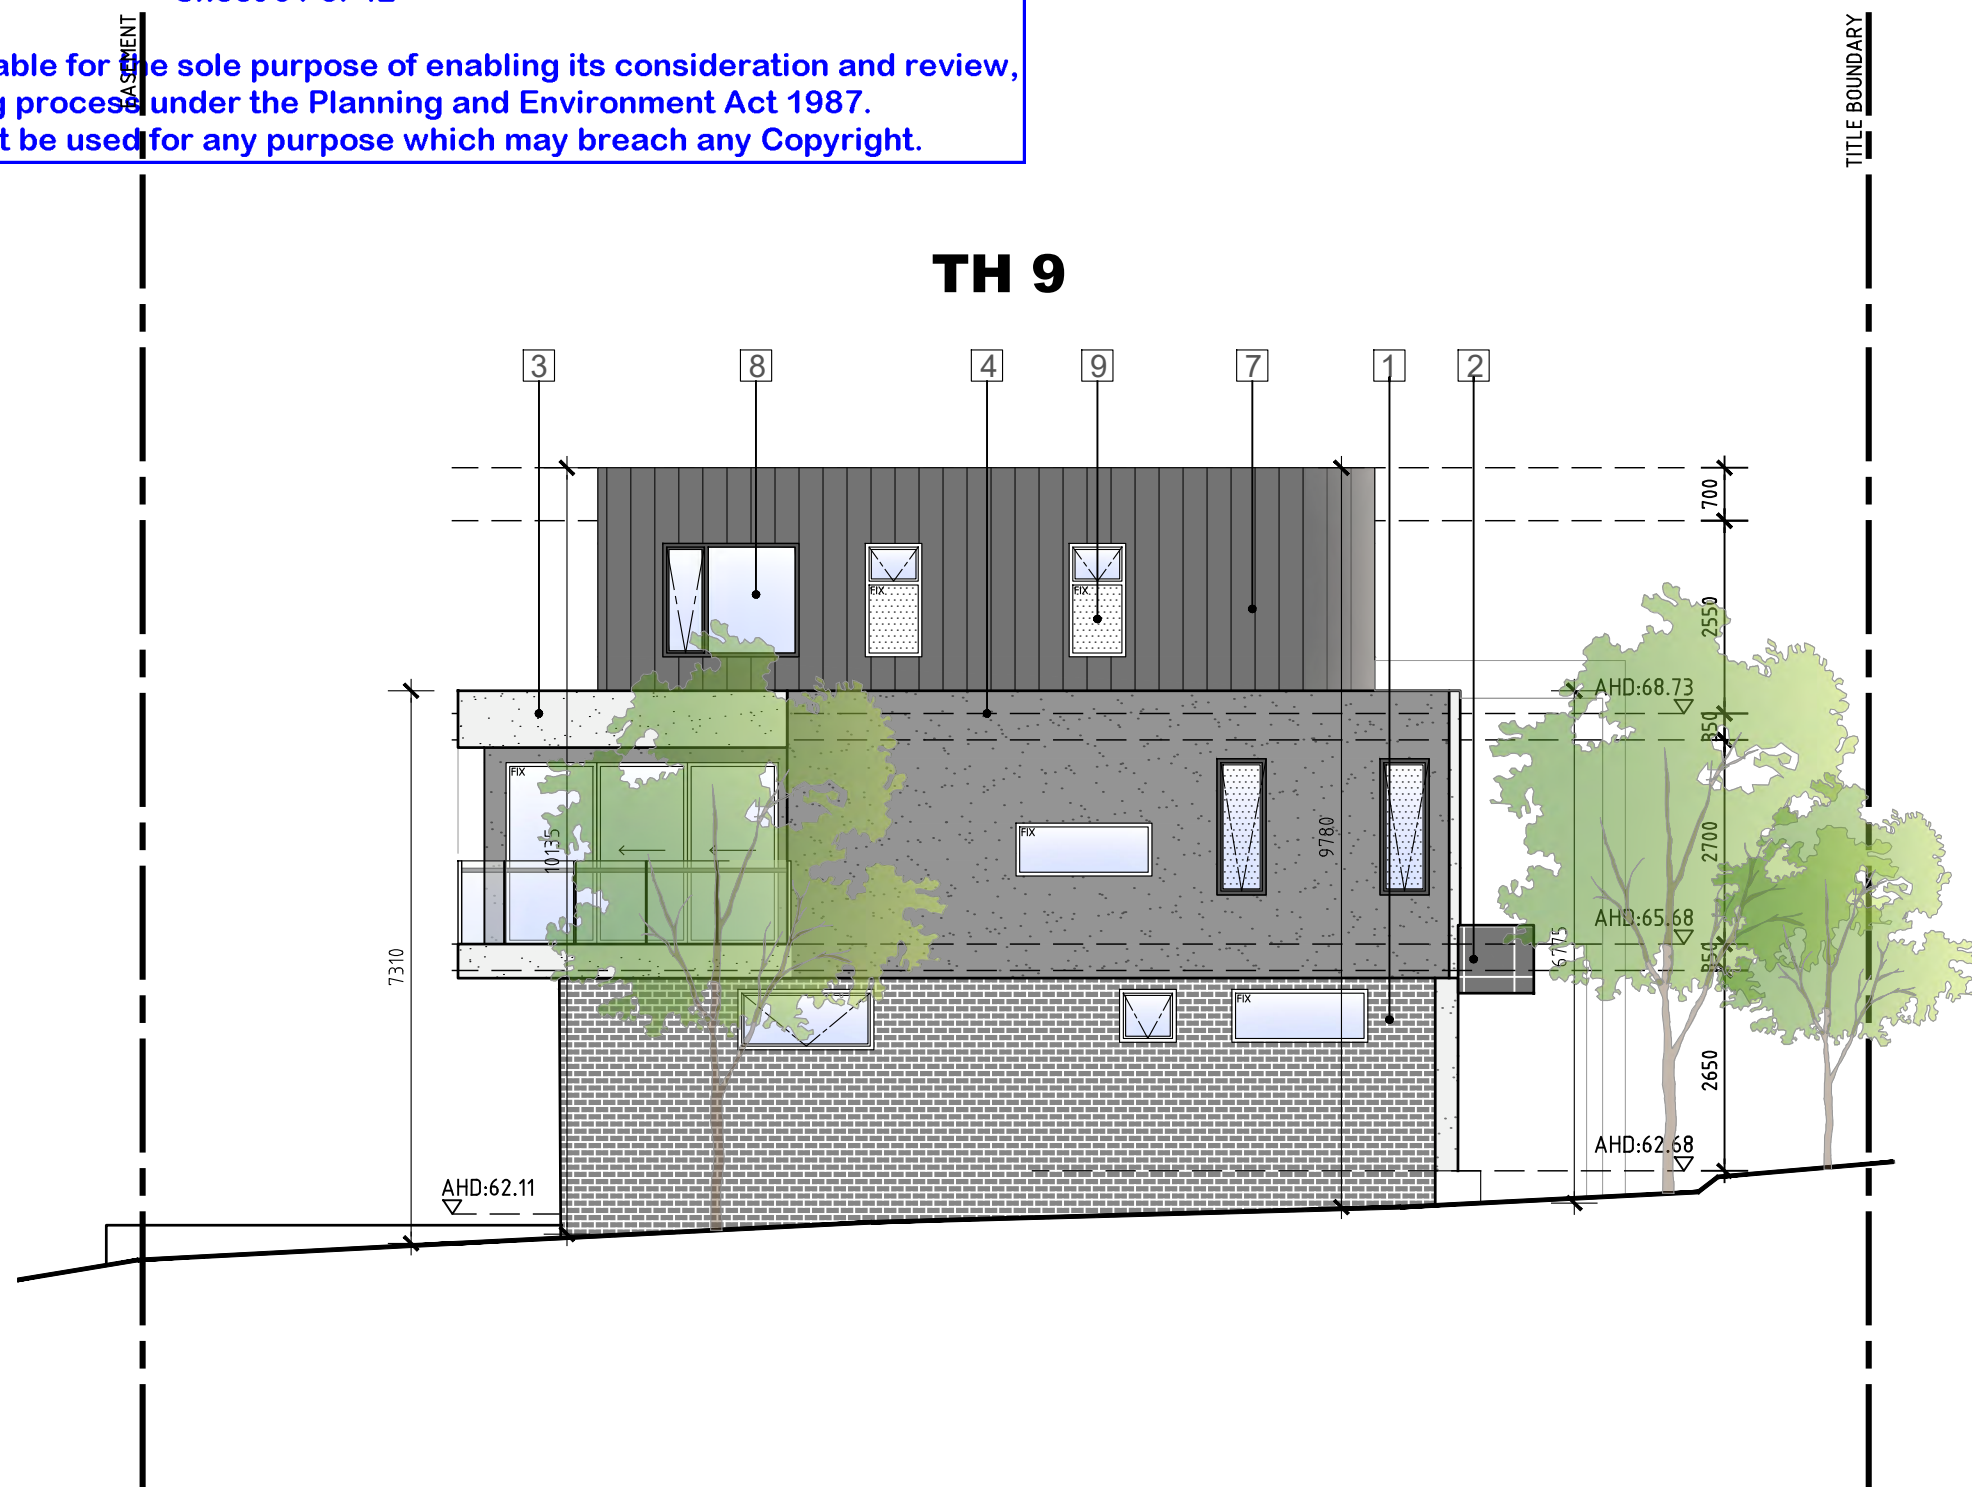 able for the sole purpose of enabling its consideration and review,
g process under the Planning and Environment Act 1987.
t be used for any purpose which may breach any Copyright.
EASEMENT
TITLE BOUNDARY
TH 9
3
8
4
9
7
1
2
700
2550
FIX
FIX
AHD:68.73
350
FIX
10135
FIX
9780
2700
7310
AHD:65.68
6775
350
FIX
2650
AHD:62.68
AHD:62.11